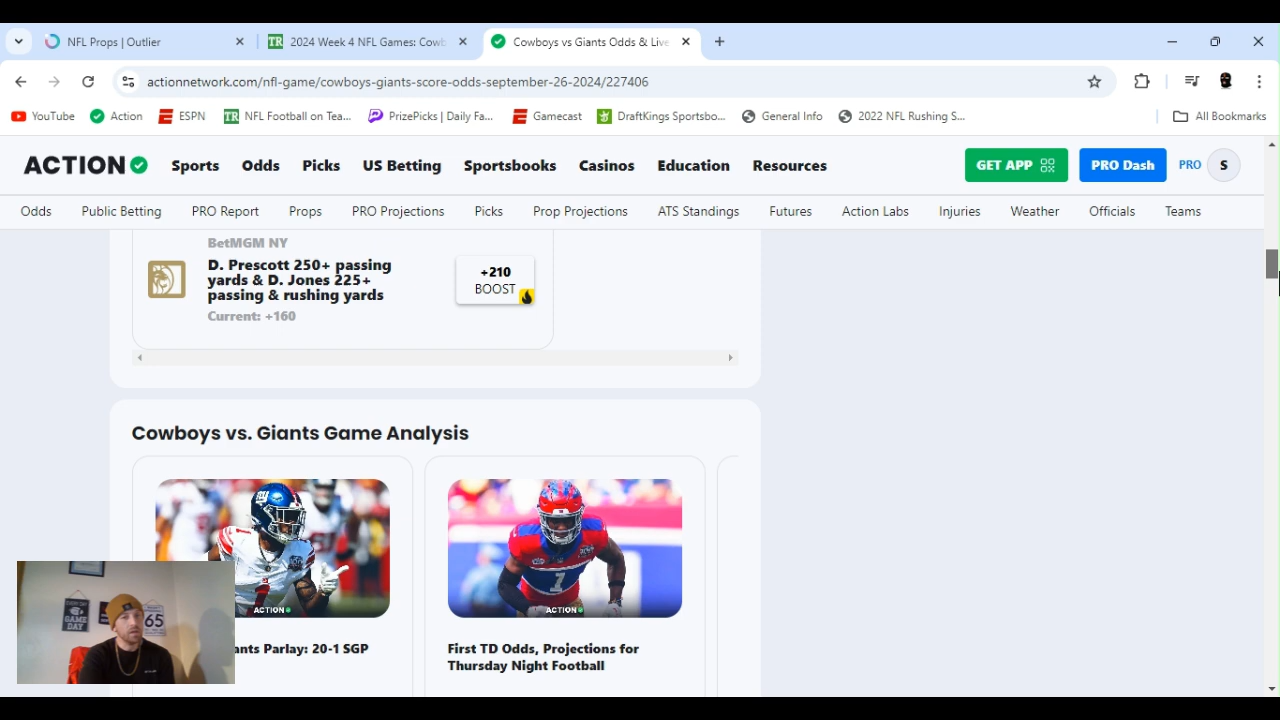 NFL Props | Outlier
2024 Week 4 NFL Games: Cowb
Cowboys vs Giants Odds & Live
actionnetwork.com/nfl-game/cowboys-giants-score-odds-september-26-2024/227406
YouTube
Action
ESPN
TR
NFL Football on Tea...
PrizePicks | Daily Fa...
Gamecast
DraftKings Sportsbo...
General Info
2022 NFL Rushing S...
All Bookmarks
ACTION
Sports
Odds
Picks
US Betting
Sportsbooks
Casinos
Education
Resources
GET APP
PRO Dash
PRO
S
Odds
Public Betting
PRO Report
Props
PRO Projections
Picks
Prop Projections
ATS Standings
Futures
Action Labs
Injuries
Weather
Officials
Teams
BetMGM NY
D. Prescott 250+ passing
yards & D. Jones 225+
passing & rushing yards
Current: +160
+210
BOOST
Cowboys vs. Giants Game Analysis
ACTION
ACTION
ants Parlay: 20-1 SGP
First TD Odds, Projections for
Thursday Night Football
GAME
DAY
65